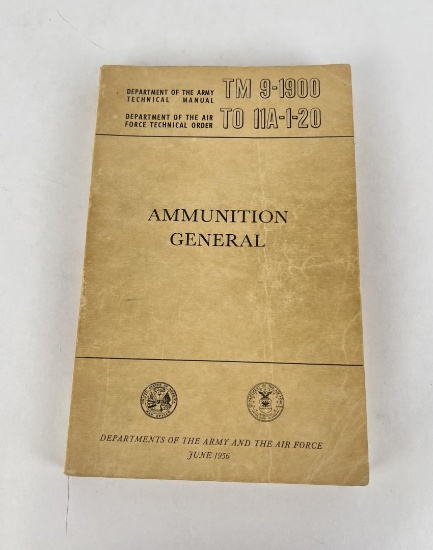 DEPARTMENT OF THE ARMY
TECHNICAL MANUAL
TM 9-1900
DEPARTMENT OF THE AIR
FORCE TECHNICAL ORDER
TO 11A-1-20
AMMUNITION
GENERAL
DEPARTMENTS OF THE ARMY AND THE AIR FORCE
JUNE 1956